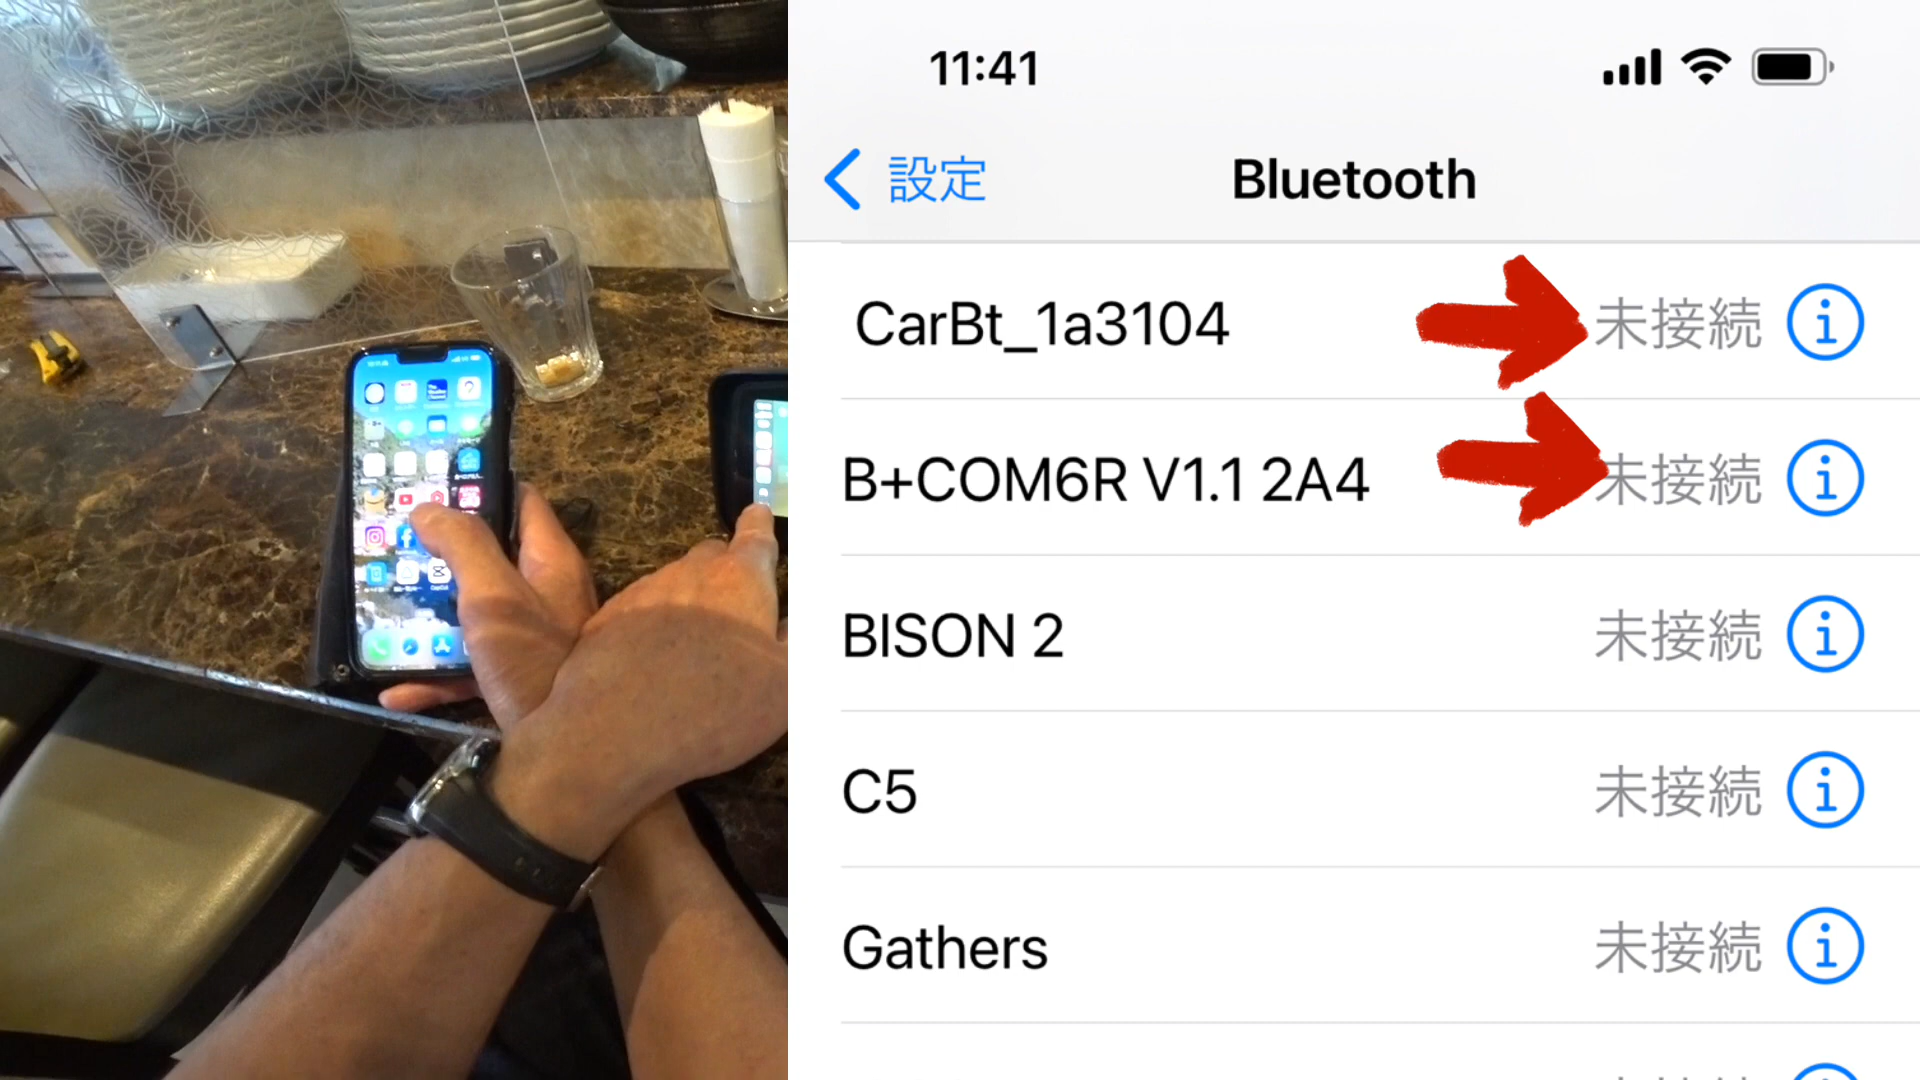 11:41
設定
Bluetooth
CarBt_1a3104 未接続
B+COM6R V1.1 2A4 未接続
BISON 2 未接続
C5 未接続
Gathers 未接続